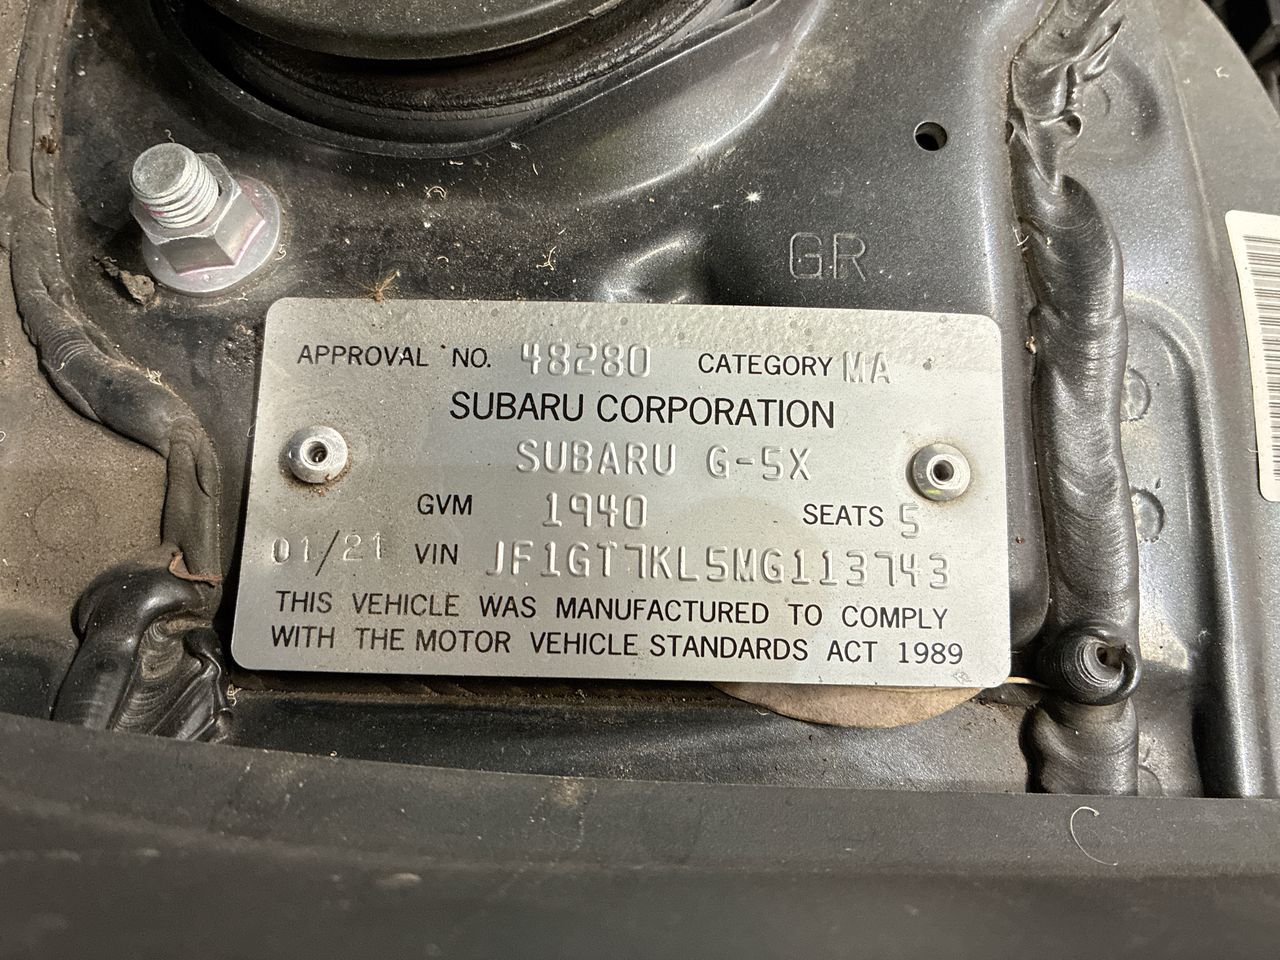 GR
APPROVAL NO. 48280 CATEGORY MA
SUBARU CORPORATION
SUBARU G-5X
GVM 1940 SEATS 5
01/21 VIN JF1GT7KL5MG113743
THIS VEHICLE WAS MANUFACTURED TO COMPLY
WITH THE MOTOR VEHICLE STANDARDS ACT 1989